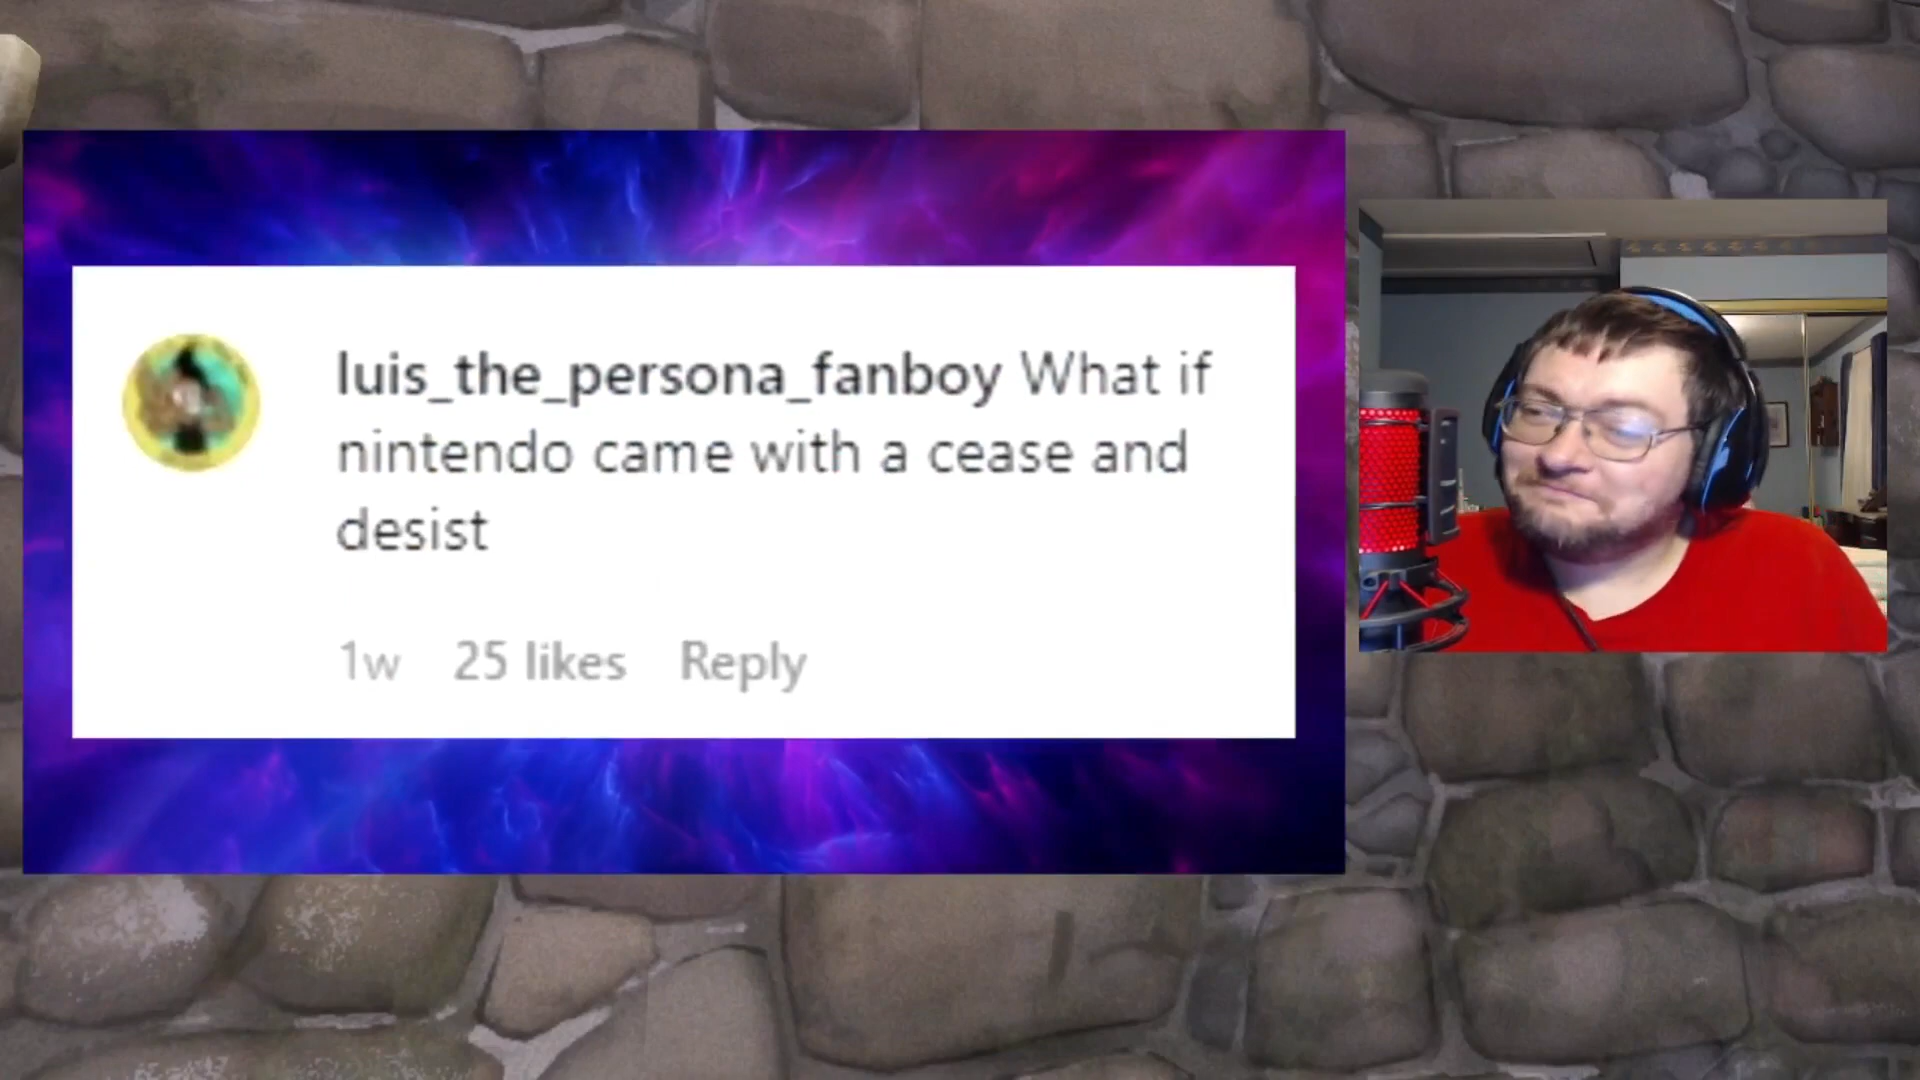 luis_the_persona_fanboy What if
nintendo came with a cease and
desist
1w 25 likes Reply